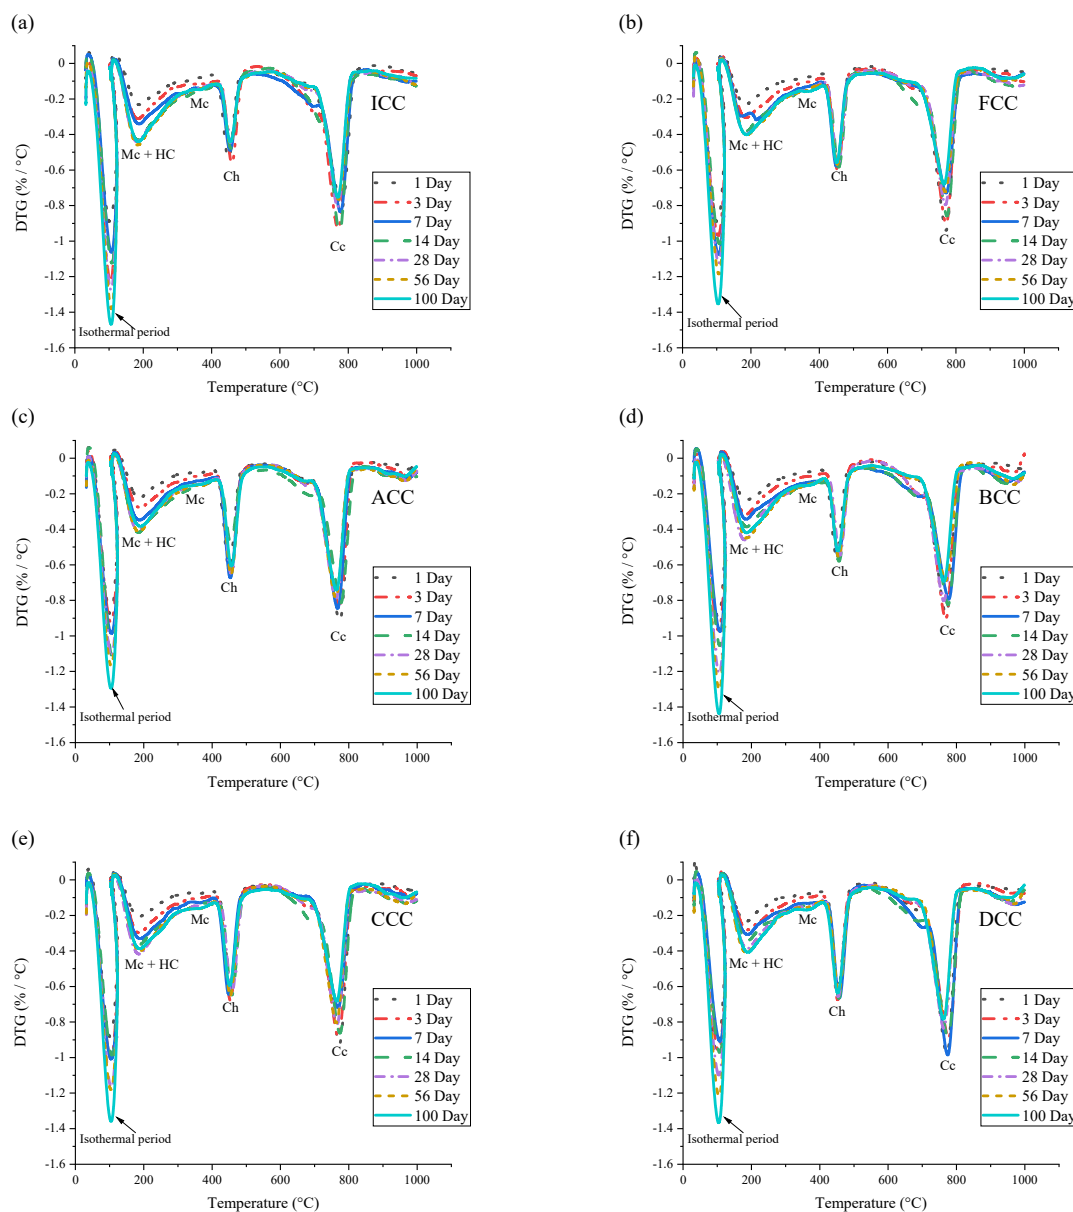 (a)
0
-0.2
-0.4
-0.6
-0.8
-1
-1.2
-1.4
-1.6
DTG (% / °C)
0 200 400 600 800 1000
Temperature (°C)
ICC
Mc
Mc + HC
Ch
Cc
Isothermal period
1 Day
3 Day
7 Day
14 Day
28 Day
56 Day
100 Day
(b)
0
-0.2
-0.4
-0.6
-0.8
-1
-1.2
-1.4
-1.6
DTG (% / °C)
0 200 400 600 800 1000
Temperature (°C)
FCC
Mc
Mc + HC
Ch
Cc
Isothermal period
1 Day
3 Day
7 Day
14 Day
28 Day
56 Day
100 Day
(c)
0
-0.2
-0.4
-0.6
-0.8
-1
-1.2
-1.4
-1.6
DTG (% / °C)
0 200 400 600 800 1000
Temperature (°C)
ACC
Mc
Mc + HC
Ch
Cc
Isothermal period
1 Day
3 Day
7 Day
14 Day
28 Day
56 Day
100 Day
(d)
0
-0.2
-0.4
-0.6
-0.8
-1
-1.2
-1.4
-1.6
DTG (% / °C)
0 200 400 600 800 1000
Temperature (°C)
BCC
Mc
Mc + HC
Ch
Cc
Isothermal period
1 Day
3 Day
7 Day
14 Day
28 Day
56 Day
100 Day
(e)
0
-0.2
-0.4
-0.6
-0.8
-1
-1.2
-1.4
-1.6
DTG (% / °C)
0 200 400 600 800 1000
Temperature (°C)
CCC
Mc
Mc + HC
Ch
Cc
Isothermal period
1 Day
3 Day
7 Day
14 Day
28 Day
56 Day
100 Day
(f)
0
-0.2
-0.4
-0.6
-0.8
-1
-1.2
-1.4
-1.6
DTG (% / °C)
0 200 400 600 800 1000
Temperature (°C)
DCC
Mc
Mc + HC
Ch
Cc
Isothermal period
1 Day
3 Day
7 Day
14 Day
28 Day
56 Day
100 Day